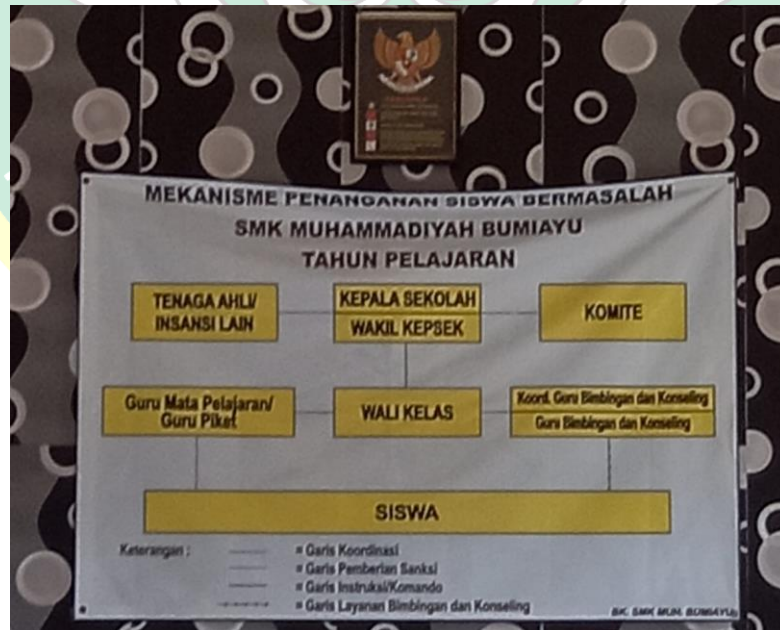 MEKANISME PENANGANAN SISWA BERMASALAH
SMK MUHAMMADIYAH BUMIAYU
TAHUN PELAJARAN
TENAGA AHLI/
INSANSI LAIN
KEPALA SEKOLAH
WAKIL KEPSEK
KOMITE
Guru Mata Pelajaran/
Guru Piket
WALI KELAS
Koord. Guru Bimbingan dan Konseling
Guru Bimbingan dan Konseling
SISWA
Keterangan :
= Garis Koordinasi
= Garis Pemberian Sanksi
= Garis Instruksi/Komando
= Garis Layanan Bimbingan dan Konseling
BK. SMK MUH. BUMIAYU